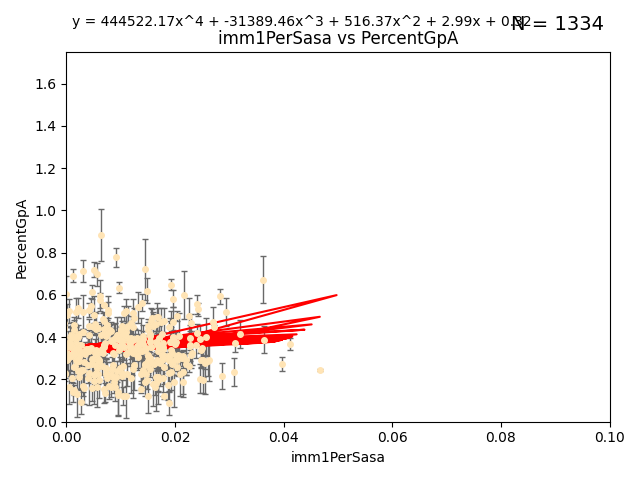 y = 444522.17x^4 + -31389.46x^3 + 516.37x^2 + 2.99x + 0.32
N = 1334
imm1PerSasa vs PercentGpA
PercentGpA
1.6
1.4
1.2
1.0
0.8
0.6
0.4
0.2
0.0
0.00 0.02 0.04 0.06 0.08 0.10
imm1PerSasa